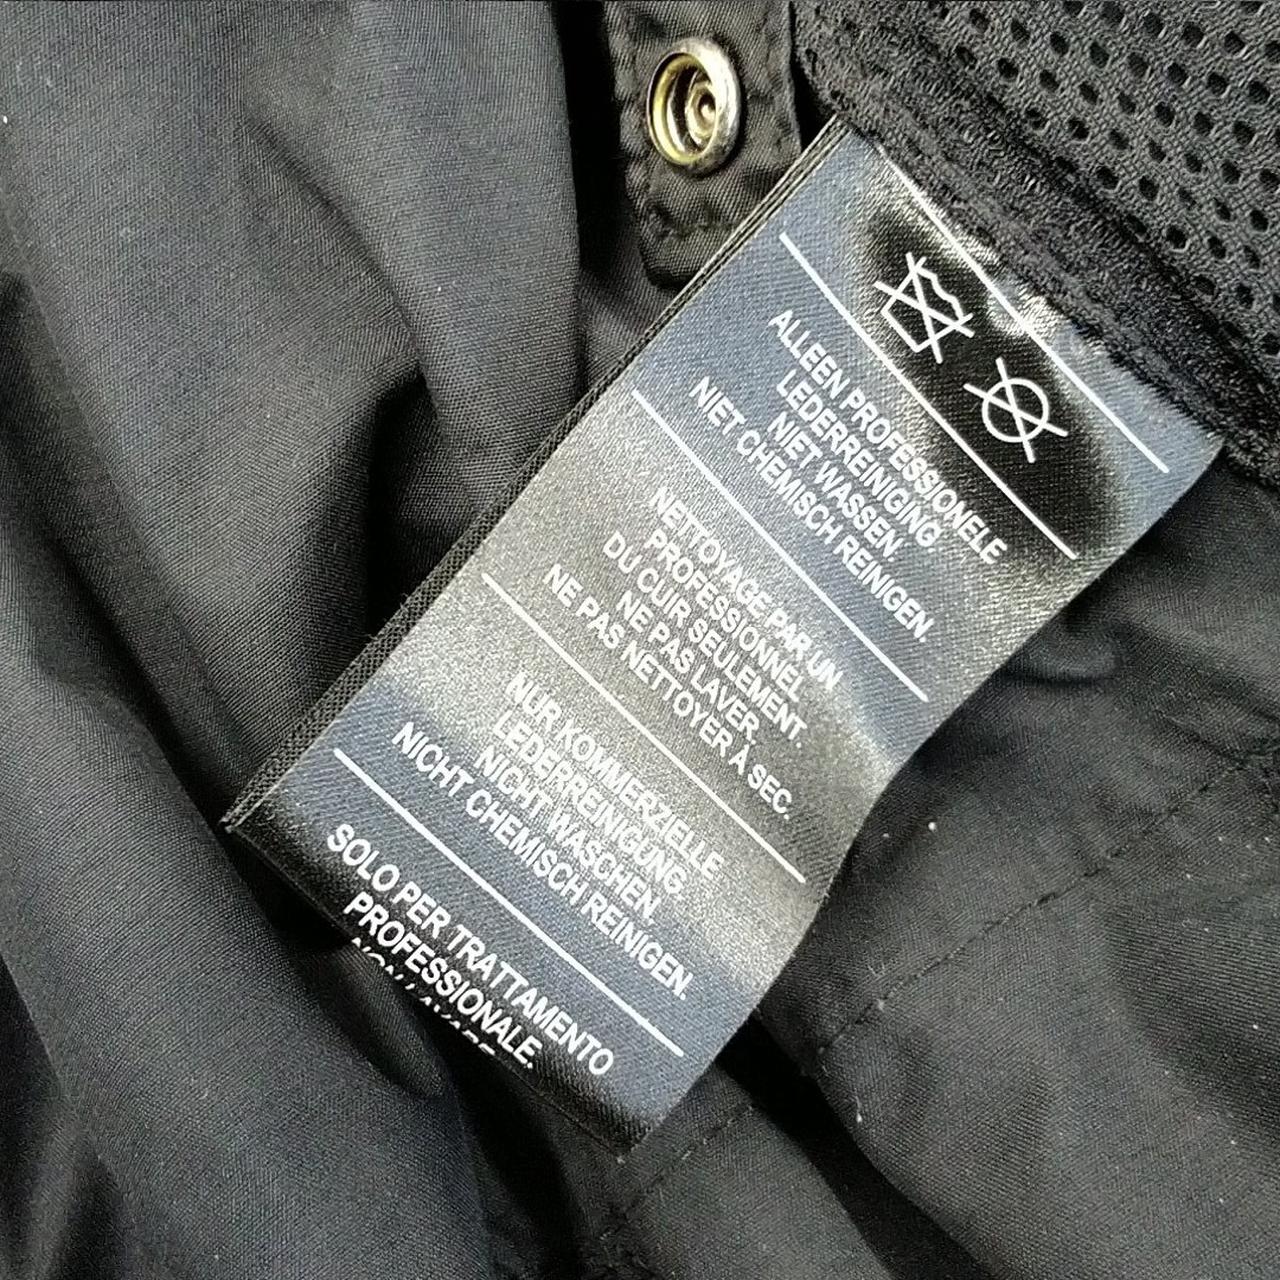 ALLEEN PROFESSIONELE
LEDERREINIGING.
NIET WASSEN.
NIET CHEMISCH REINIGEN.
NETTOYAGE PAR UN
PROFESSIONNEL
DU CUIR SEULEMENT.
NE PAS LAVER.
NE PAS NETTOYER À SEC.
NUR KOMMERZIELLE
LEDERREINIGUNG.
NICHT WASCHEN.
NICHT CHEMISCH REINIGEN.
SOLO PER TRATTAMENTO
PROFESSIONALE.